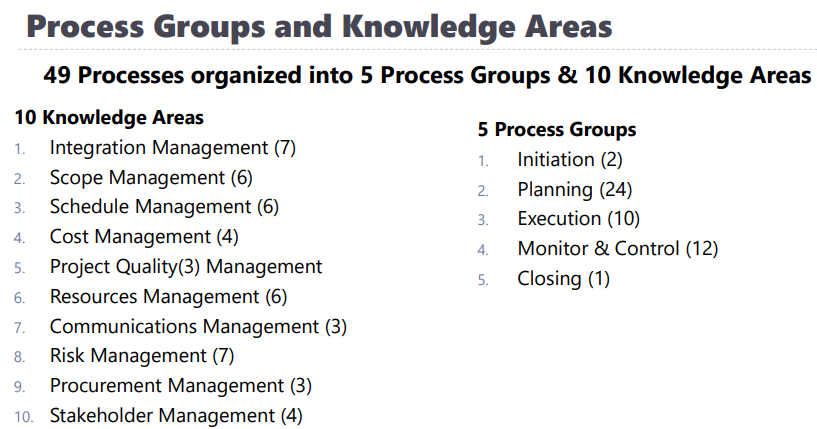 Process Groups and Knowledge Areas
49 Processes organized into 5 Process Groups & 10 Knowledge Areas
10 Knowledge Areas
1. Integration Management (7)
2. Scope Management (6)
3. Schedule Management (6)
4. Cost Management (4)
5. Project Quality(3) Management
6. Resources Management (6)
7. Communications Management (3)
8. Risk Management (7)
9. Procurement Management (3)
10. Stakeholder Management (4)
5 Process Groups
1. Initiation (2)
2. Planning (24)
3. Execution (10)
4. Monitor & Control (12)
5. Closing (1)